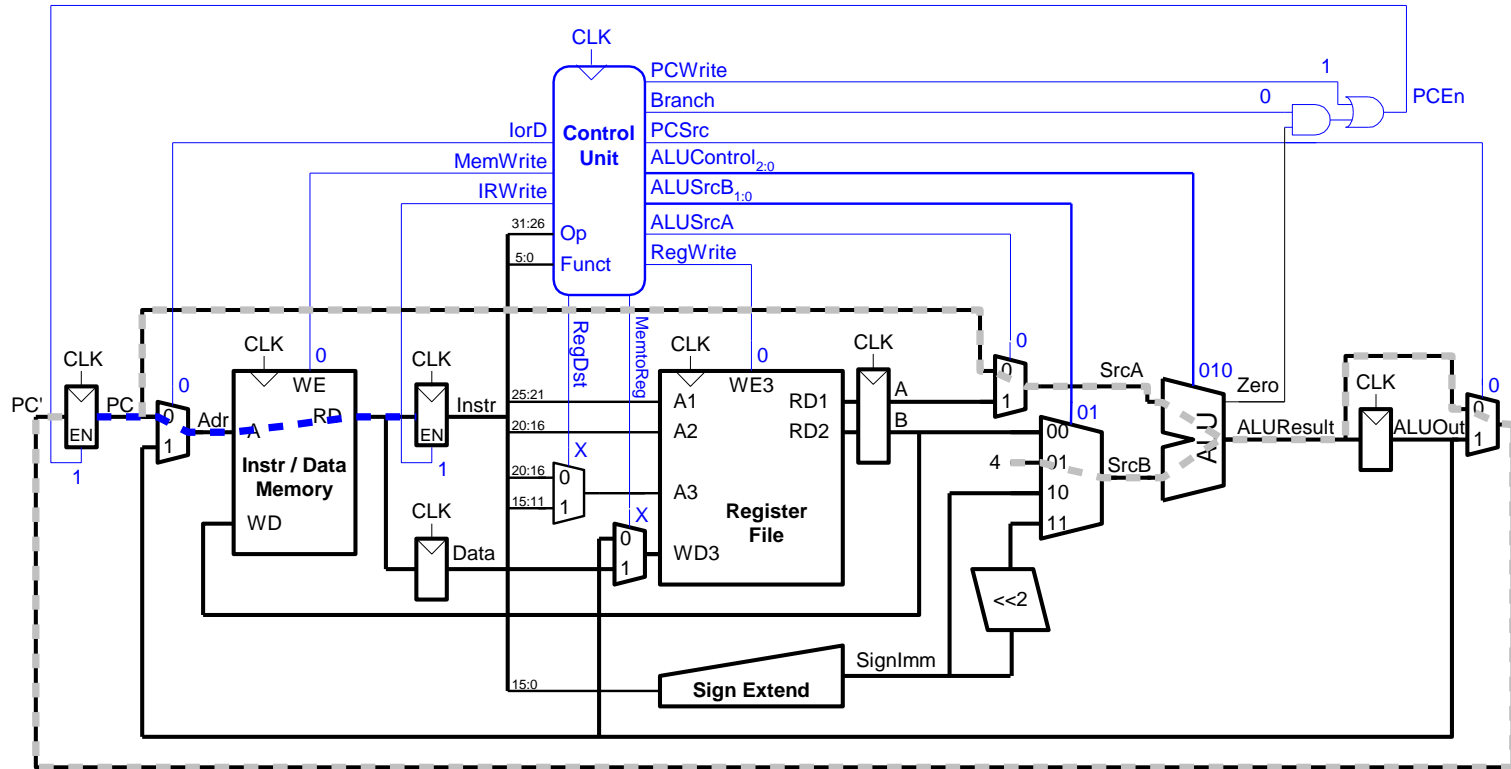 CLK
PCWrite 1
Branch 0 PCEn
IorD Control PCSrc
Unit
MemWrite ALUControl2:0
IRWrite ALUSrcB1:0
31:26 Op ALUSrcA
5:0 Funct RegWrite
RegDst MemtoReg
CLK CLK CLK CLK CLK 0
0 0 0 010 0
PC' PC EN 0 1 Adr WE A RD EN Instr 25:21 A1 WE3 RD1 A 0 1 SrcA Zero CLK 0 1
1 Instr / Data Memory 1 20:16 A2 RD2 B 01 00 ALU ALUResult ALUOut
X 4 01 SrcB
20:16 0 A3 10
15:11 1
WD CLK X Register File 11
Data 0 1 WD3
<<2
SignImm
15:0 Sign Extend